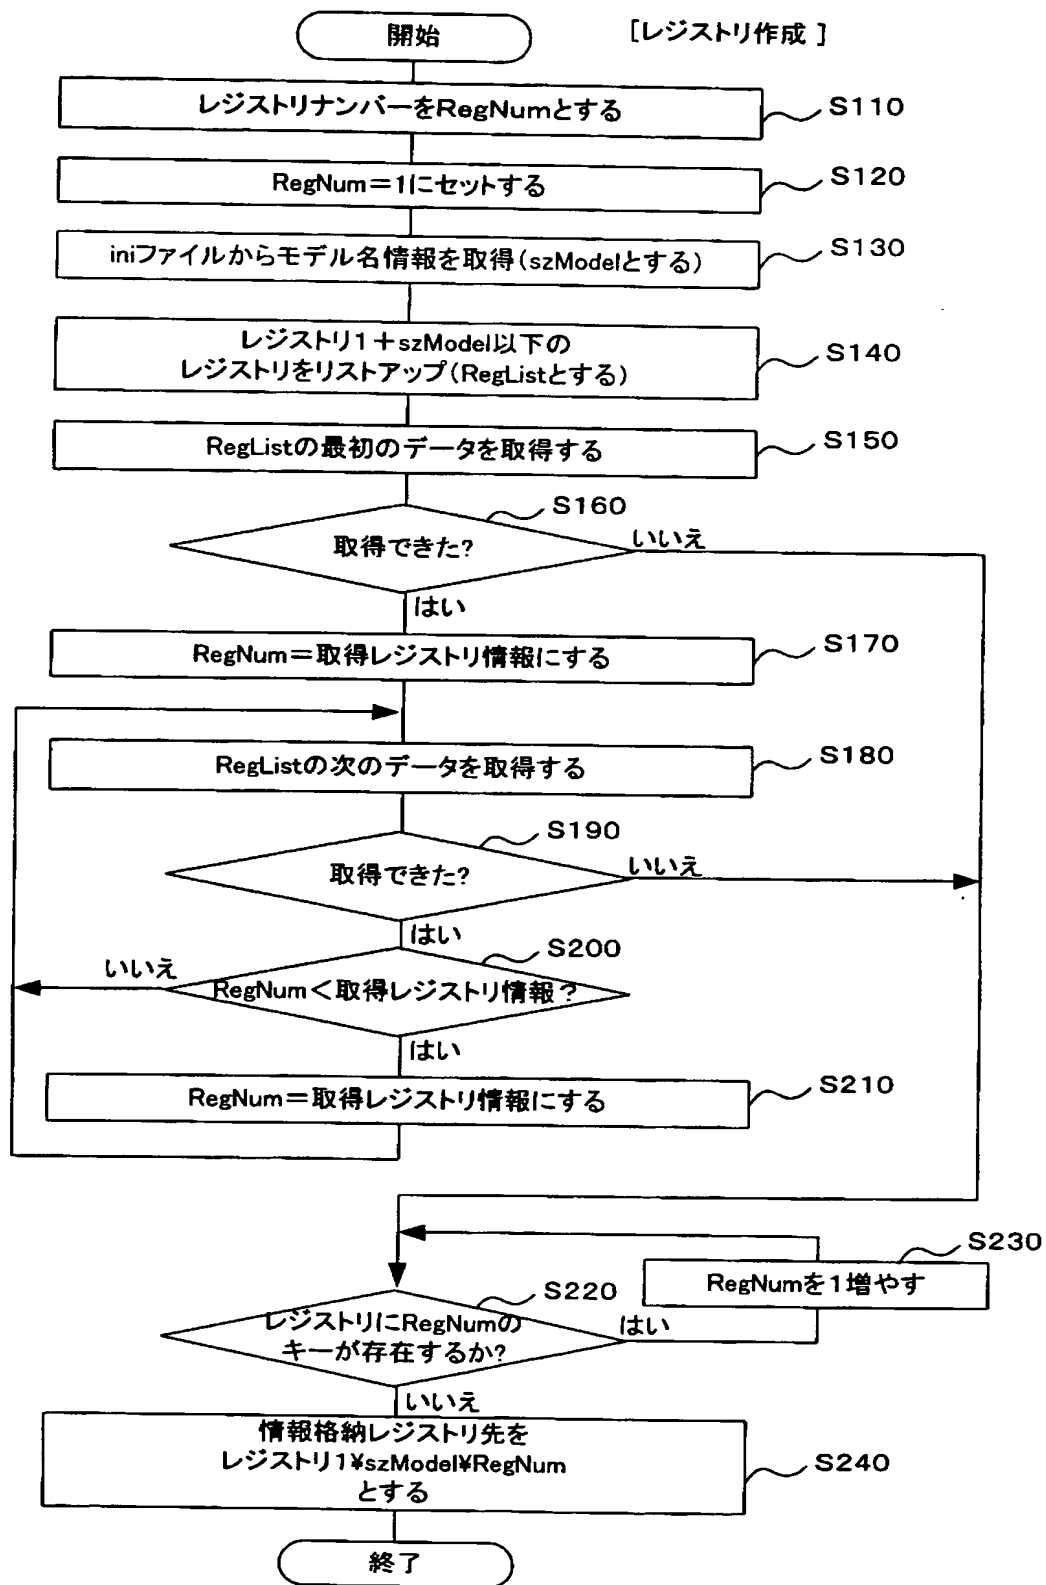 開始
[レジストリ作成 ]
レジストリナンバーをRegNumとする
S110
RegNum=1にセットする
S120
iniファイルからモデル名情報を取得(szModelとする)
S130
レジストリ1+szModel以下の
レジストリをリストアップ(RegListとする)
S140
RegListの最初のデータを取得する
S150
S160
取得できた?
いいえ
はい
RegNum=取得レジストリ情報にする
S170
RegListの次のデータを取得する
S180
S190
取得できた?
いいえ
はい
S200
いいえ
RegNum<取得レジストリ情報?
はい
RegNum=取得レジストリ情報にする
S210
S230
RegNumを1増やす
S220
レジストリにRegNumの
キーが存在するか?
はい
いいえ
情報格納レジストリ先を
レジストリ1¥szModel¥RegNum
とする
S240
終了